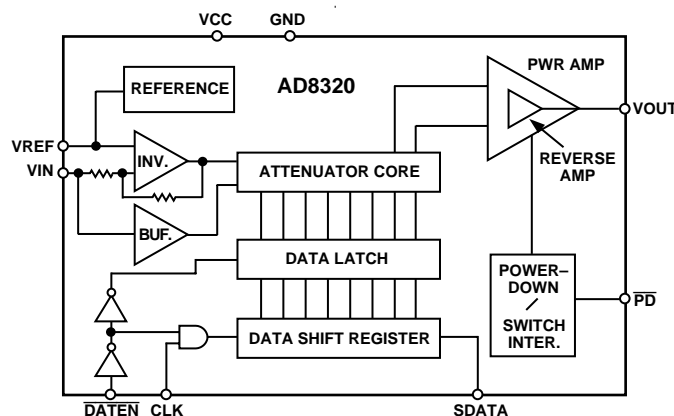 VCC GND
PWR AMP
REFERENCE
AD8320
VOUT
VREF
INV.
REVERSE
AMP
VIN
ATTENUATOR CORE
BUF.
DATA LATCH
POWER–
DOWN
/
SWITCH
INTER.
PD
DATA SHIFT REGISTER
DATEN CLK SDATA